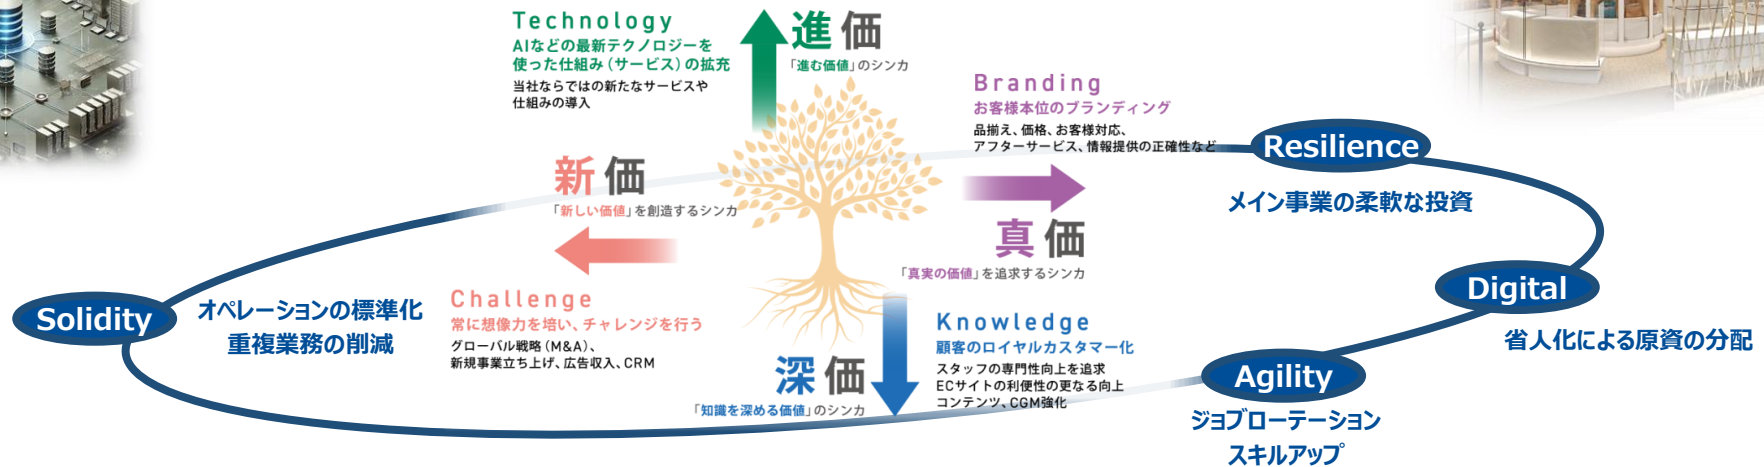 Technology
AIなどの最新テクノロジーを
使った仕組み（サービス）の拡充
当社ならではの新たなサービスや
仕組みの導入
進価
「進む価値」のシンカ
Branding
お客様本位のブランディング
品揃え、価格、お客様対応、
アフターサービス、情報提供の正確性など
Resilience
メイン事業の柔軟な投資
新価
「新しい価値」を創造するシンカ
真価
「真実の価値」を追求するシンカ
Digital
省人化による原資の分配
Solidity
オペレーションの標準化
重複業務の削減
Challenge
常に想像力を培い、チャレンジを行う
グローバル戦略（M&A）、
新規事業立ち上げ、広告収入、CRM
深価
「知識を深める価値」のシンカ
Knowledge
顧客のロイヤルカスタマー化
スタッフの専門性向上を追求
ECサイトの利便性の更なる向上
コンテンツ、CGM強化
Agility
ジョブローテーション
スキルアップ